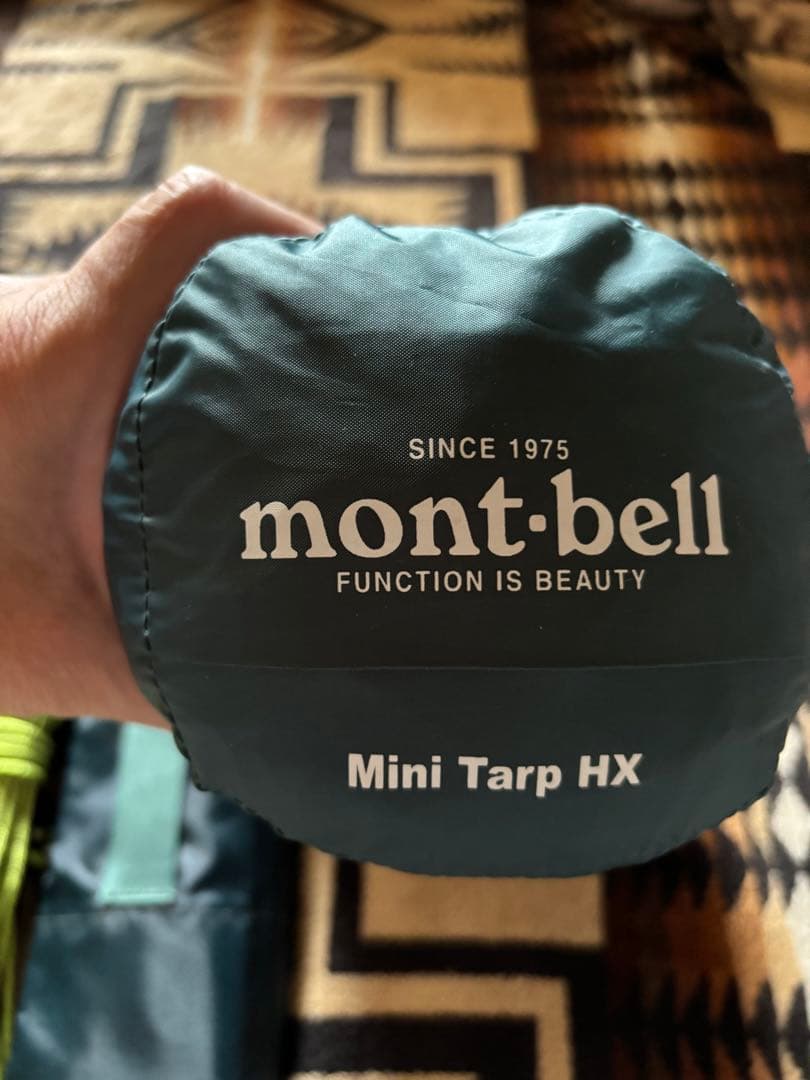 SINCE 1975
mont·bell
FUNCTION IS BEAUTY
Mini Tarp HX